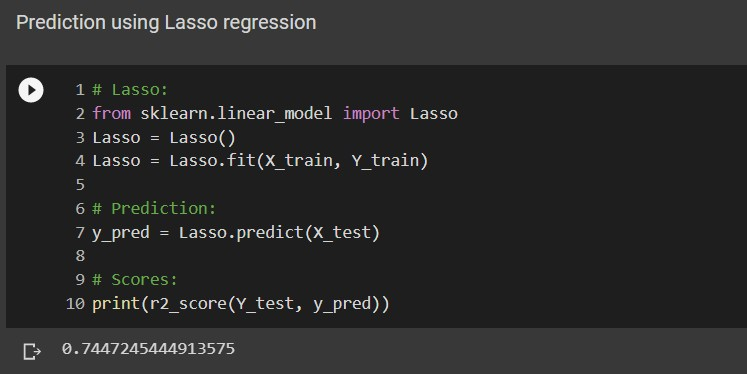 Prediction using Lasso regression
1 # Lasso:
2 from sklearn.linear_model import Lasso
3 Lasso = Lasso()
4 Lasso = Lasso.fit(X_train, Y_train)
5
6 # Prediction:
7 y_pred = Lasso.predict(X_test)
8
9 # Scores:
10 print(r2_score(Y_test, y_pred))
0.7447245444913575